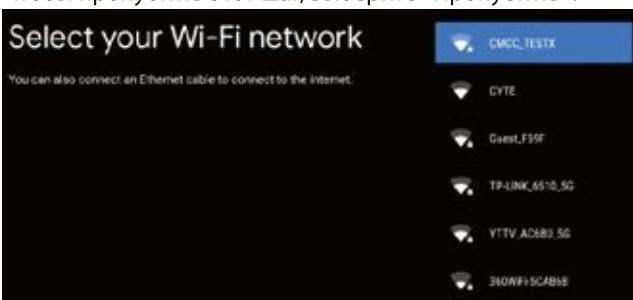 Select your Wi-Fi network
You can also connect an Ethernet cable to connect to the internet.
CMCC_TESTX
CYTE
Guest_F59F
TP-LINK_6510_5G
YTTV_AC68U_5G